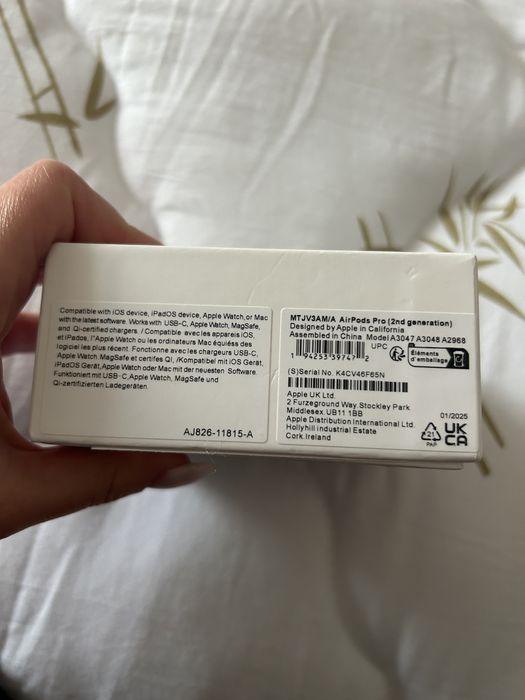 Compatible with iOS device, iPadOS device, Apple Watch,or Mac
with the latest software. Works with USB-C, Apple Watch, MagSafe,
and Qi-certified chargers. / Compatible avec les appareils iOS
et iPados, l'Apple Watch ou les ordinateurs Mac équiées des
logiciel les plus récent. Fonctionne avec les chargeurs USB-C,
Apple Watch, MagSafe et certifes QI, /Kompatibel mit iOS Gerät,
iPadOS Gerät,Apple Watch oder Mac mit der neuesten Software.
Funktioniert mit USB-C,Apple Watch, MagSafe und
Qi-zertifizierten Ladegeräten.
AJ826-11815-A
MTJV3AM/A AirPods Pro (2nd generation)
Designed by Apple in California
Assembled in China Model A3047 A3048 A2968
UPC
1 94253 39747 2
Éléments
d'emballage
(S)Serial No. K4CV46F65N
Apple UK Ltd.
2 Furzeground Way.Stockley Park
Middlesex.UB11 1BB
Apple Distribution International Ltd.
Hollyhill industrial Estate
Cork.Ireland
01/2025
21
PAP
UK
CA